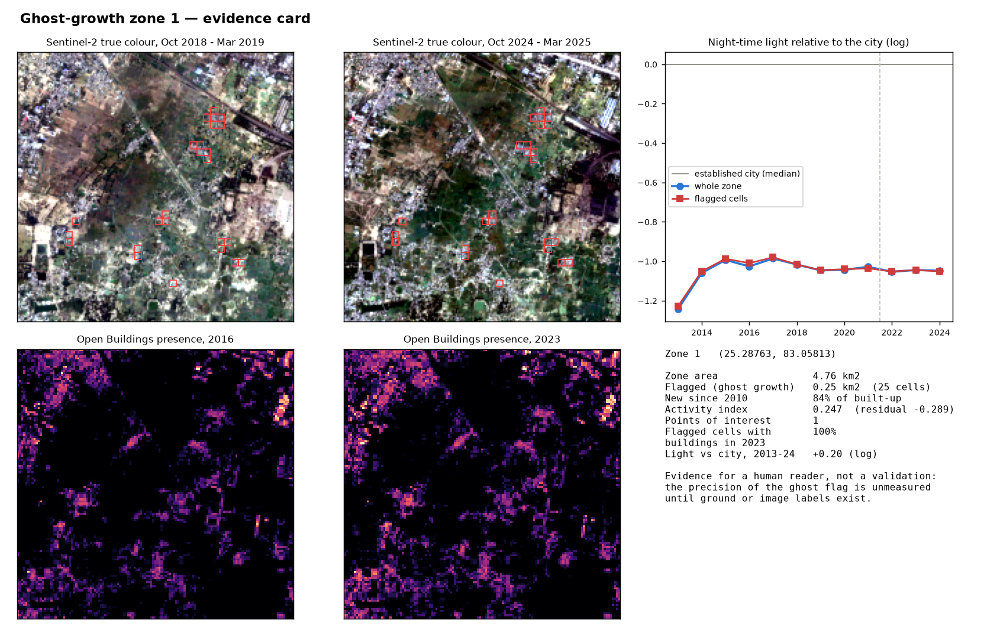 Ghost-growth zone 1 — evidence card
Sentinel-2 true colour, Oct 2018 - Mar 2019
Sentinel-2 true colour, Oct 2024 - Mar 2025
Night-time light relative to the city (log)
0.0
−0.2
−0.4
−0.6
−0.8
−1.0
−1.2
established city (median)
whole zone
flagged cells
2014 2016 2018 2020 2022 2024
Open Buildings presence, 2016
Open Buildings presence, 2023
Zone 1 (25.28763, 83.05813)
Zone area 4.76 km2
Flagged (ghost growth) 0.25 km2 (25 cells)
New since 2010 84% of built-up
Activity index 0.247 (residual -0.289)
Points of interest 1
Flagged cells with 100%
buildings in 2023
Light vs city, 2013-24 +0.20 (log)
Evidence for a human reader, not a validation:
the precision of the ghost flag is unmeasured
until ground or image labels exist.